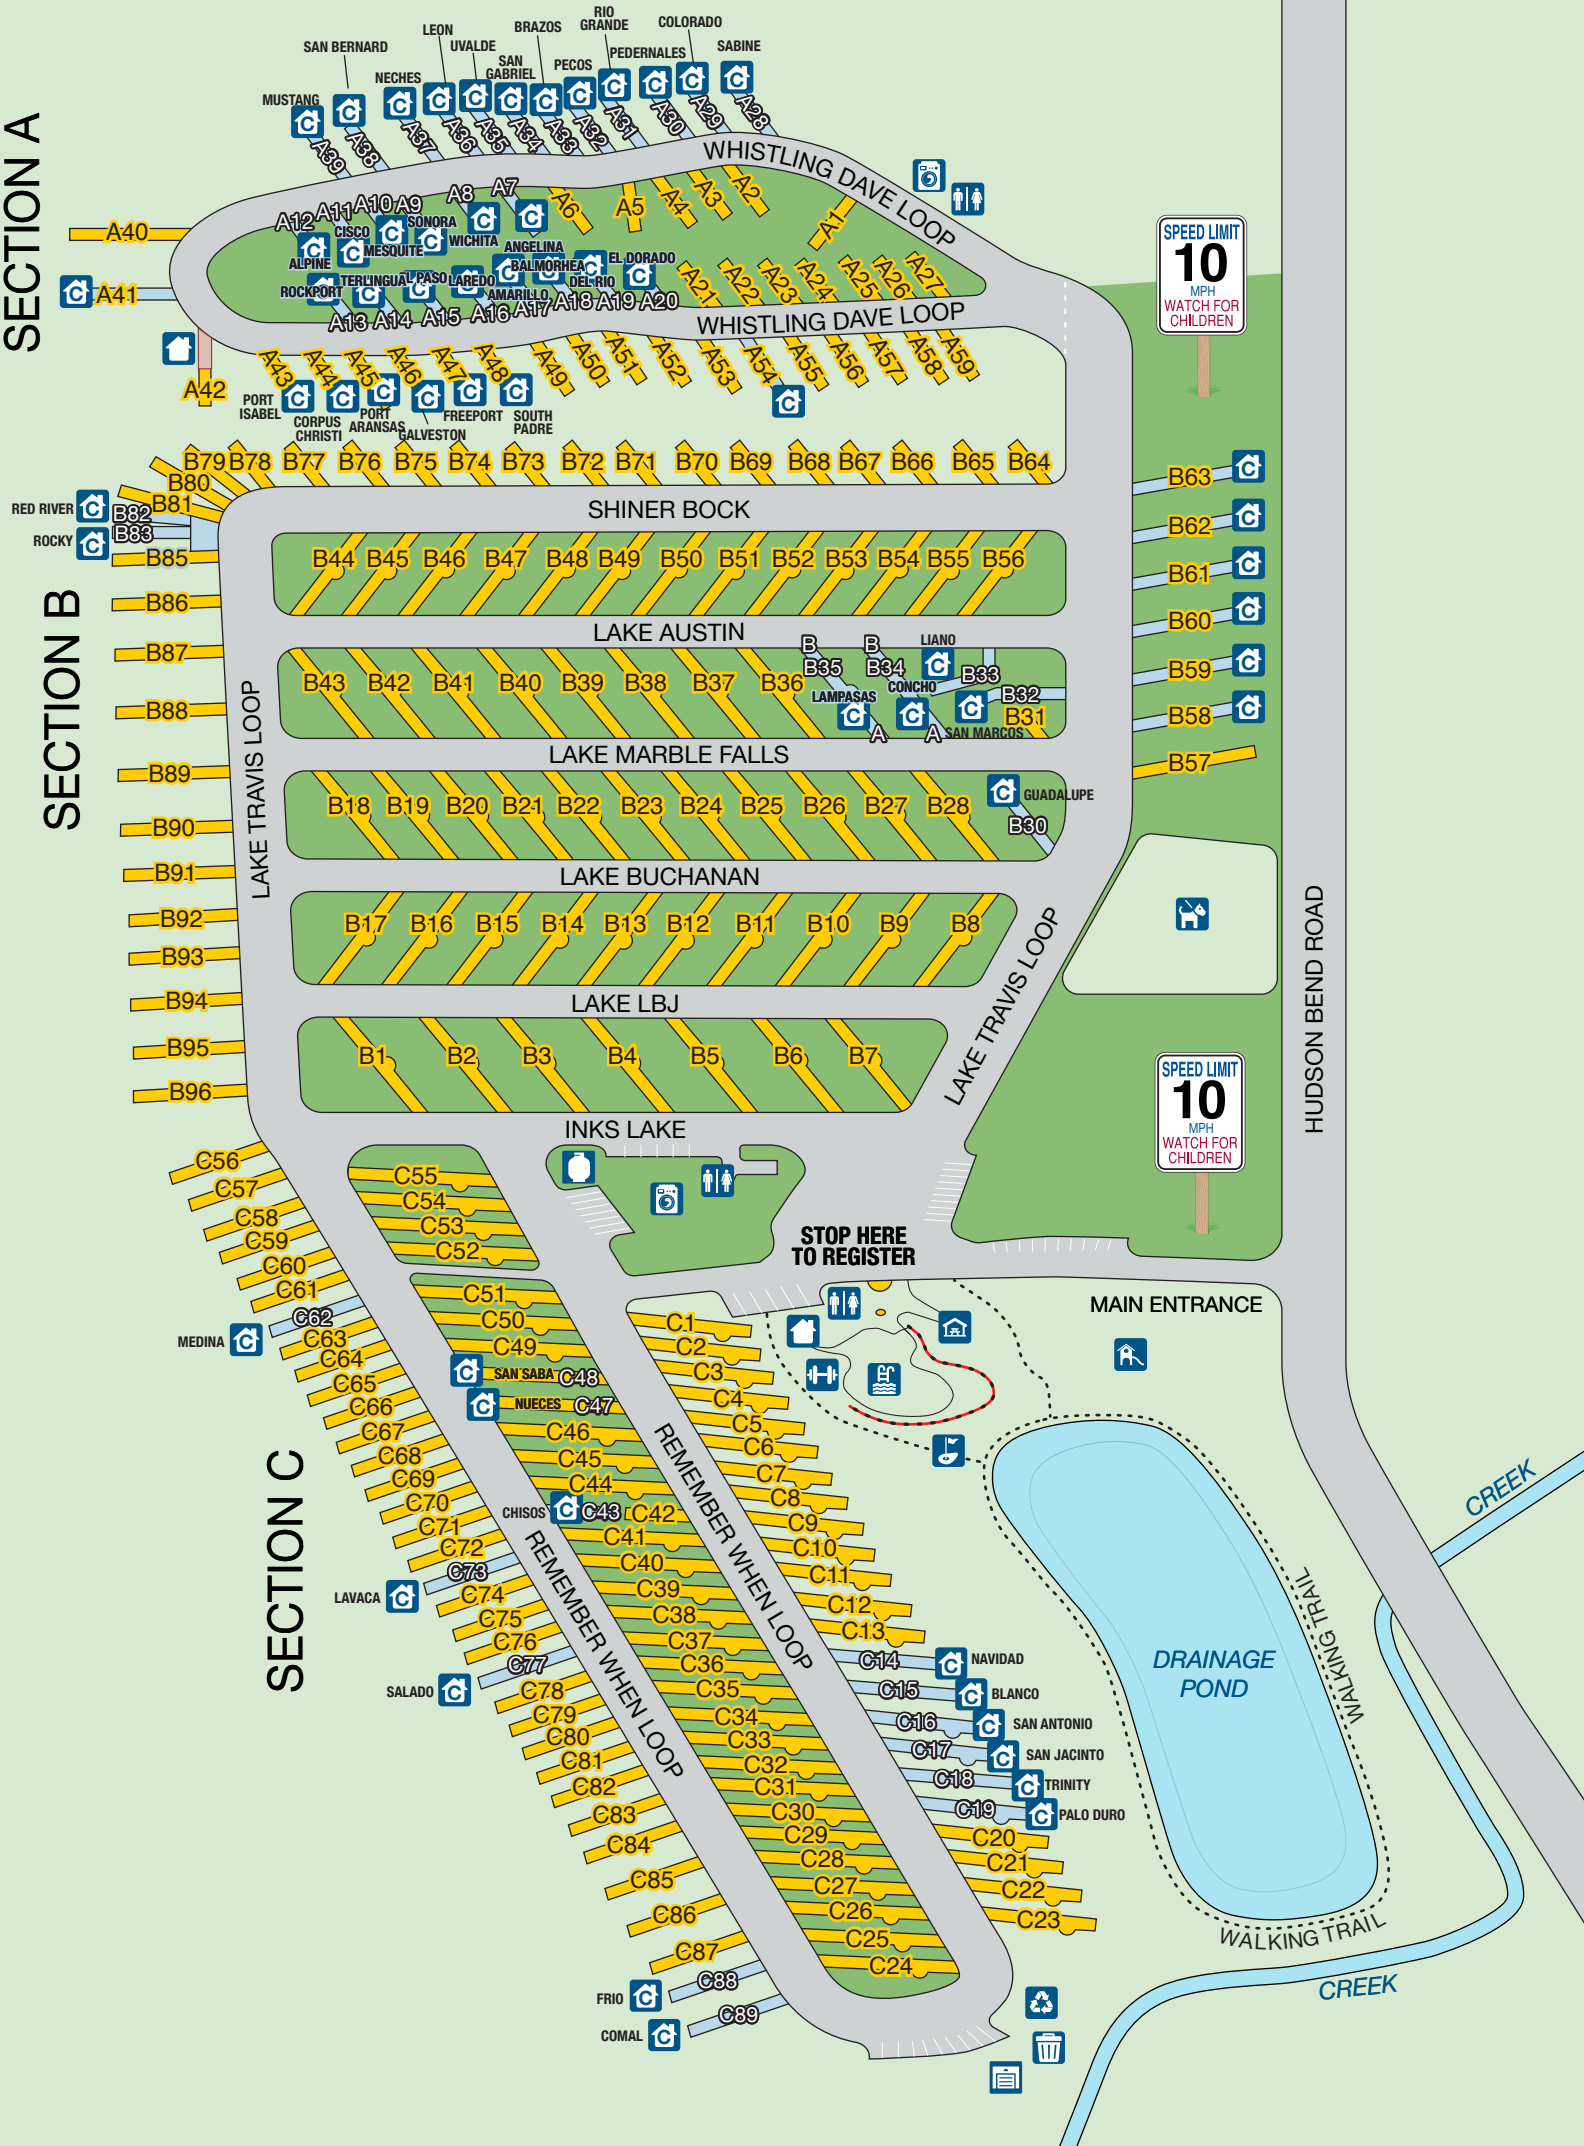 SECTION A
SAN BERNARD
LEON
UVALDE
BRAZOS
RIO
GRANDE
COLORADO
SABINE
NECHES
SAN
GABRIEL
PECOS
PEDERNALES
MUSTANG
A39
A38
A37
A36
A35
A34
A33
A32
A31
A30
A29
A28
WHISTLING DAVE LOOP
A12
A11
A10
A9
A8
A7
A6
A5
A4
A3
A2
A1
A40
A41
A42
ALPINE
CISCO
MESQUITE
SONORA
WICHITA
ANGELINA
ROCKPORT
TERLINGUA
LAREDO
AMARILLO
BALMORHEA
DEL RIO
EL DORADO
A13
A14
A15
A16
A17
A18
A19
A20
A21
A22
A23
A24
A25
A26
A27
WHISTLING DAVE LOOP
A43
A44
A45
A46
A47
A48
A49
A50
A51
A52
A53
A54
A55
A56
A57
A58
A59
PORT
ISABEL
CORPUS
CHRISTI
PORT
ARANSAS
GALVESTON
FREEPORT
SOUTH
PADRE
SPEED LIMIT
10
MPH
WATCH FOR
CHILDREN
SECTION B
B79
B78
B77
B76
B75
B74
B73
B72
B71
B70
B69
B68
B67
B66
B65
B64
B80
B81
RED RIVER
B82
ROCKY
B83
B85
B86
B87
B88
B89
B90
B91
B92
B93
B94
B95
B96
SHINER BOCK
B44
B45
B46
B47
B48
B49
B50
B51
B52
B53
B54
B55
B56
LAKE AUSTIN
B43
B42
B41
B40
B39
B38
B37
B36
B
B35
LAMPASAS
A
B
B34
CONCHO
A
LIANO
B33
B32
SAN MARCOS
B31
LAKE MARBLE FALLS
B18
B19
B20
B21
B22
B23
B24
B25
B26
B27
B28
GUADALUPE
B30
LAKE BUCHANAN
B17
B16
B15
B14
B13
B12
B11
B10
B9
B8
LAKE LBJ
B1
B2
B3
B4
B5
B6
B7
INKS LAKE
LAKE TRAVIS LOOP
LAKE TRAVIS LOOP
B63
B62
B61
B60
B59
B58
B57
HUDSON BEND ROAD
SPEED LIMIT
10
MPH
WATCH FOR
CHILDREN
STOP HERE
TO REGISTER
MAIN ENTRANCE
SECTION C
C56
C57
C58
C59
C60
C61
C62
MEDINA
C63
C64
C65
C66
C67
C68
C69
C70
C71
C72
C73
LAVACA
C74
C75
C76
C77
SALADO
C78
C79
C80
C81
C82
C83
C84
C85
C86
C87
C88
FRIO
C89
COMAL
C55
C54
C53
C52
C51
C50
C49
SAN SABA C48
NUECES C47
C46
C45
C44
CHISOS C43 C42
C41
C40
C39
C38
C37
C36
C35
C34
C33
C32
C31
C30
C29
C28
C27
C26
C25
C24
REMEMBER WHEN LOOP
REMEMBER WHEN LOOP
C1
C2
C3
C4
C5
C6
C7
C8
C9
C10
C11
C12
C13
C14 NAVIDAD
C15 BLANCO
C16 SAN ANTONIO
C17 SAN JACINTO
C18 TRINITY
C19 PALO DURO
C20
C21
C22
C23
DRAINAGE
POND
WALKING TRAIL
WALKING TRAIL
WALKING TRAIL
CREEK
CREEK